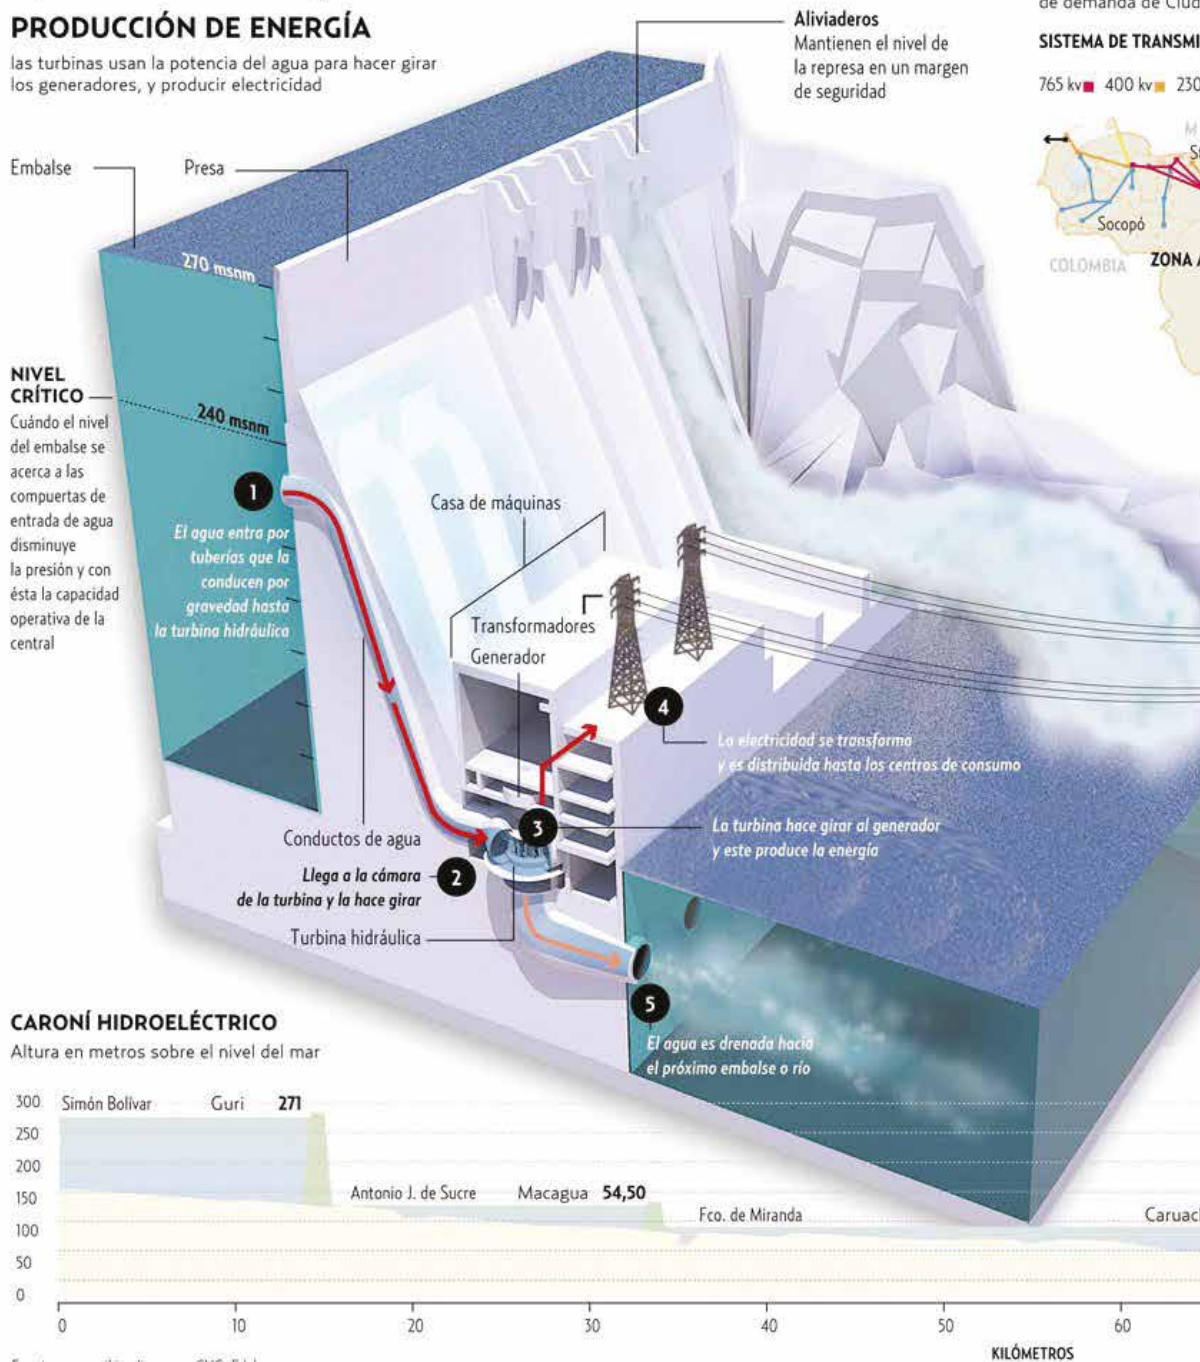 PRODUCCIÓN DE ENERGÍA
las turbinas usan la potencia del agua para hacer girar
los generadores, y producir electricidad
Aliviaderos
Mantienen el nivel de
la represa en un margen
de seguridad
de demanda de
SISTEMA DE
765 kv 400 kv 230
Socopó
COLOMBIA
ZONA
Embalse
Presa
270 msnm
240 msnm
NIVEL
CRÍTICO
Cuándo el nivel
del embalse se
acerca a las
compuertas de
entrada de agua
disminuye
la presión y con
ésta la capacidad
operativa de la
central
1
El agua entra por
tuberías que la
conducen por
gravedad hasta
la turbina hidráulica
Casa de máquinas
Transformadores
Generador
4
La electricidad se transforma
y es distribuida hasta los centros de consumo
3
La turbina hace girar al generador
y este produce la energía
Conductos de agua
2
Llega a la cámara
de la turbina y la hace girar
Turbina hidráulica
5
El agua es drenada hacia
el próximo embalse o río
CARONÍ HIDROELÉCTRICO
Altura en metros sobre el nivel del mar
300
250
200
150
100
50
0
Simón Bolívar Guri 271
Antonio J. de Sucre Macagua 54,50
Fco. de Miranda
0 10 20 30 40 50 60
KILÓMETROS